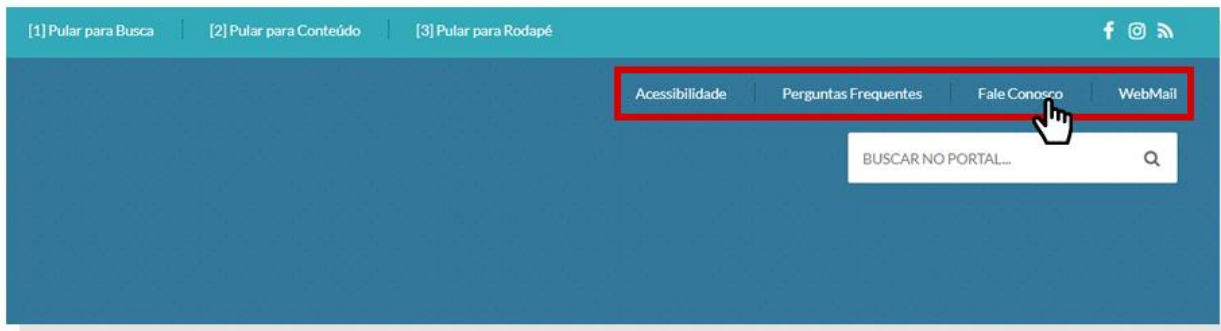 [1] Pular para Busca [2] Pular para Conteúdo [3] Pular para Rodapé
Acessibilidade Perguntas Frequentes Fale Conosco WebMail
BUSCAR NO PORTAL...